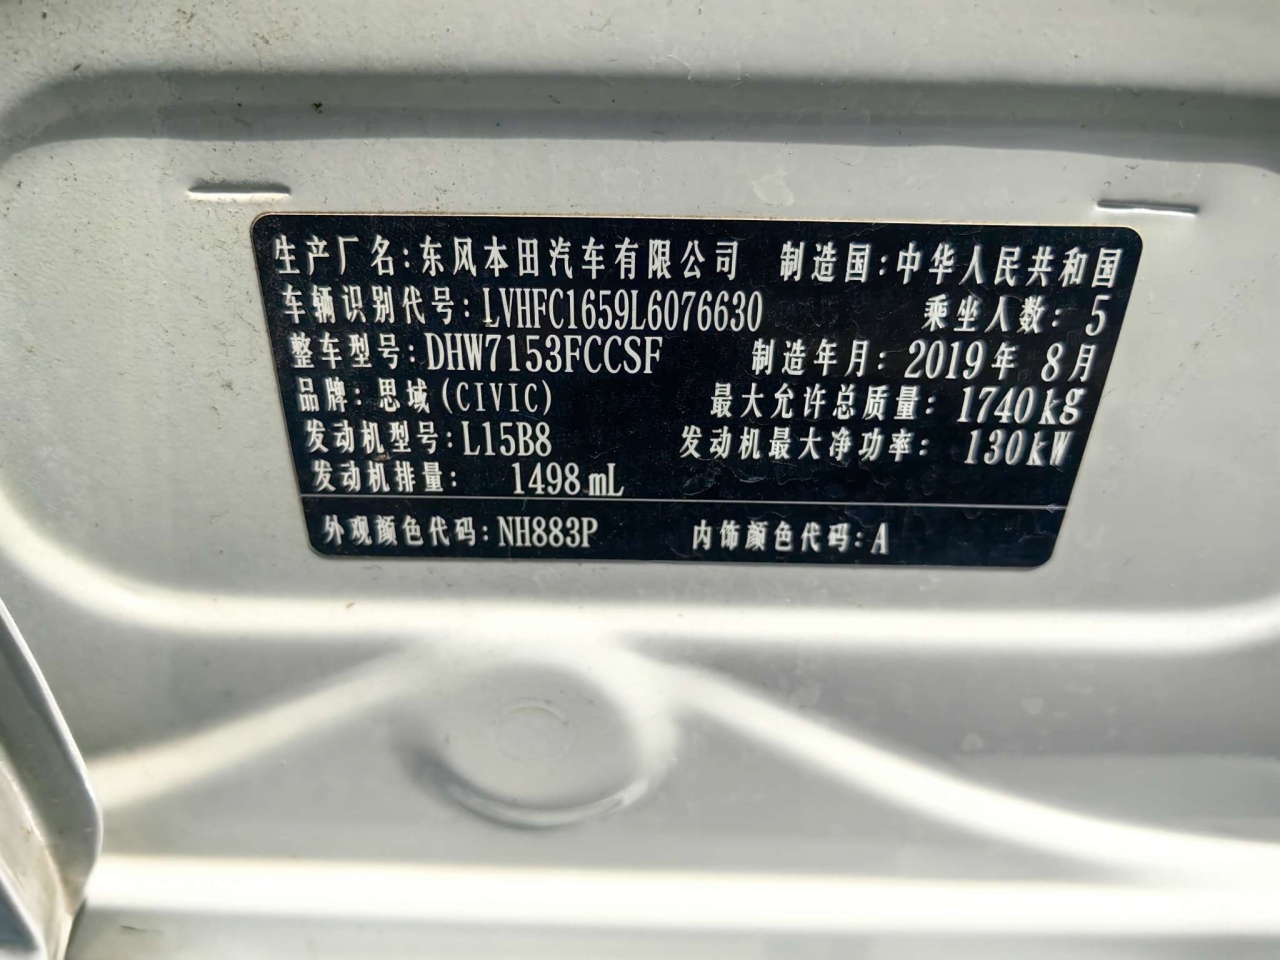 生产厂名:东风本田汽车有限公司 制造国:中华人民共和国
车辆识别代号:LVHFC1659L6076630 乘坐人数:5
整车型号:DHW7153FCCSF 制造年月:2019年 8月
品牌:思域(CIVIC) 最大允许总质量:1740kg
发动机型号:L15B8 发动机最大净功率:130kW
发动机排量: 1498mL
外观颜色代码:NH883P 内饰颜色代码:A